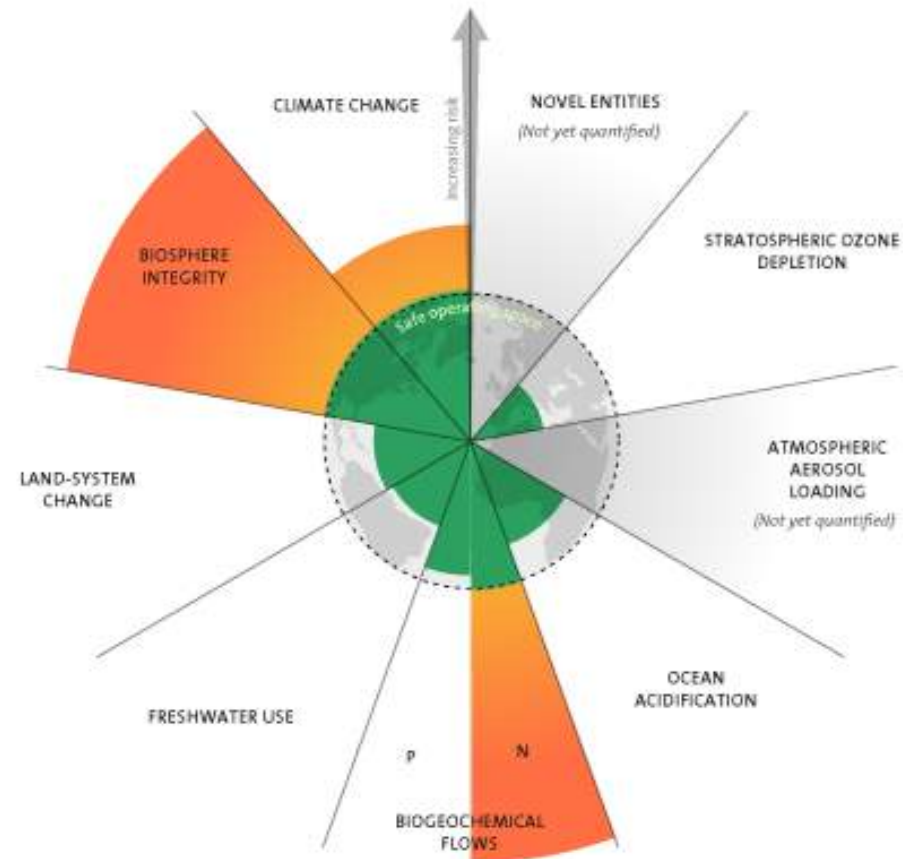 CLIMATE CHANGE
Increasing risk
NOVEL ENTITIES
(Not yet quantified)
STRATOSPHERIC OZONE
DEPLETION
ATMOSPHERIC
AEROSOL
LOADING
(Not yet quantified)
OCEAN
ACIDIFICATION
N
P
BIOGEOCHEMICAL
FLOWS
FRESHWATER USE
LAND-SYSTEM
CHANGE
BIOSPHERE
INTEGRITY
Safe operating space